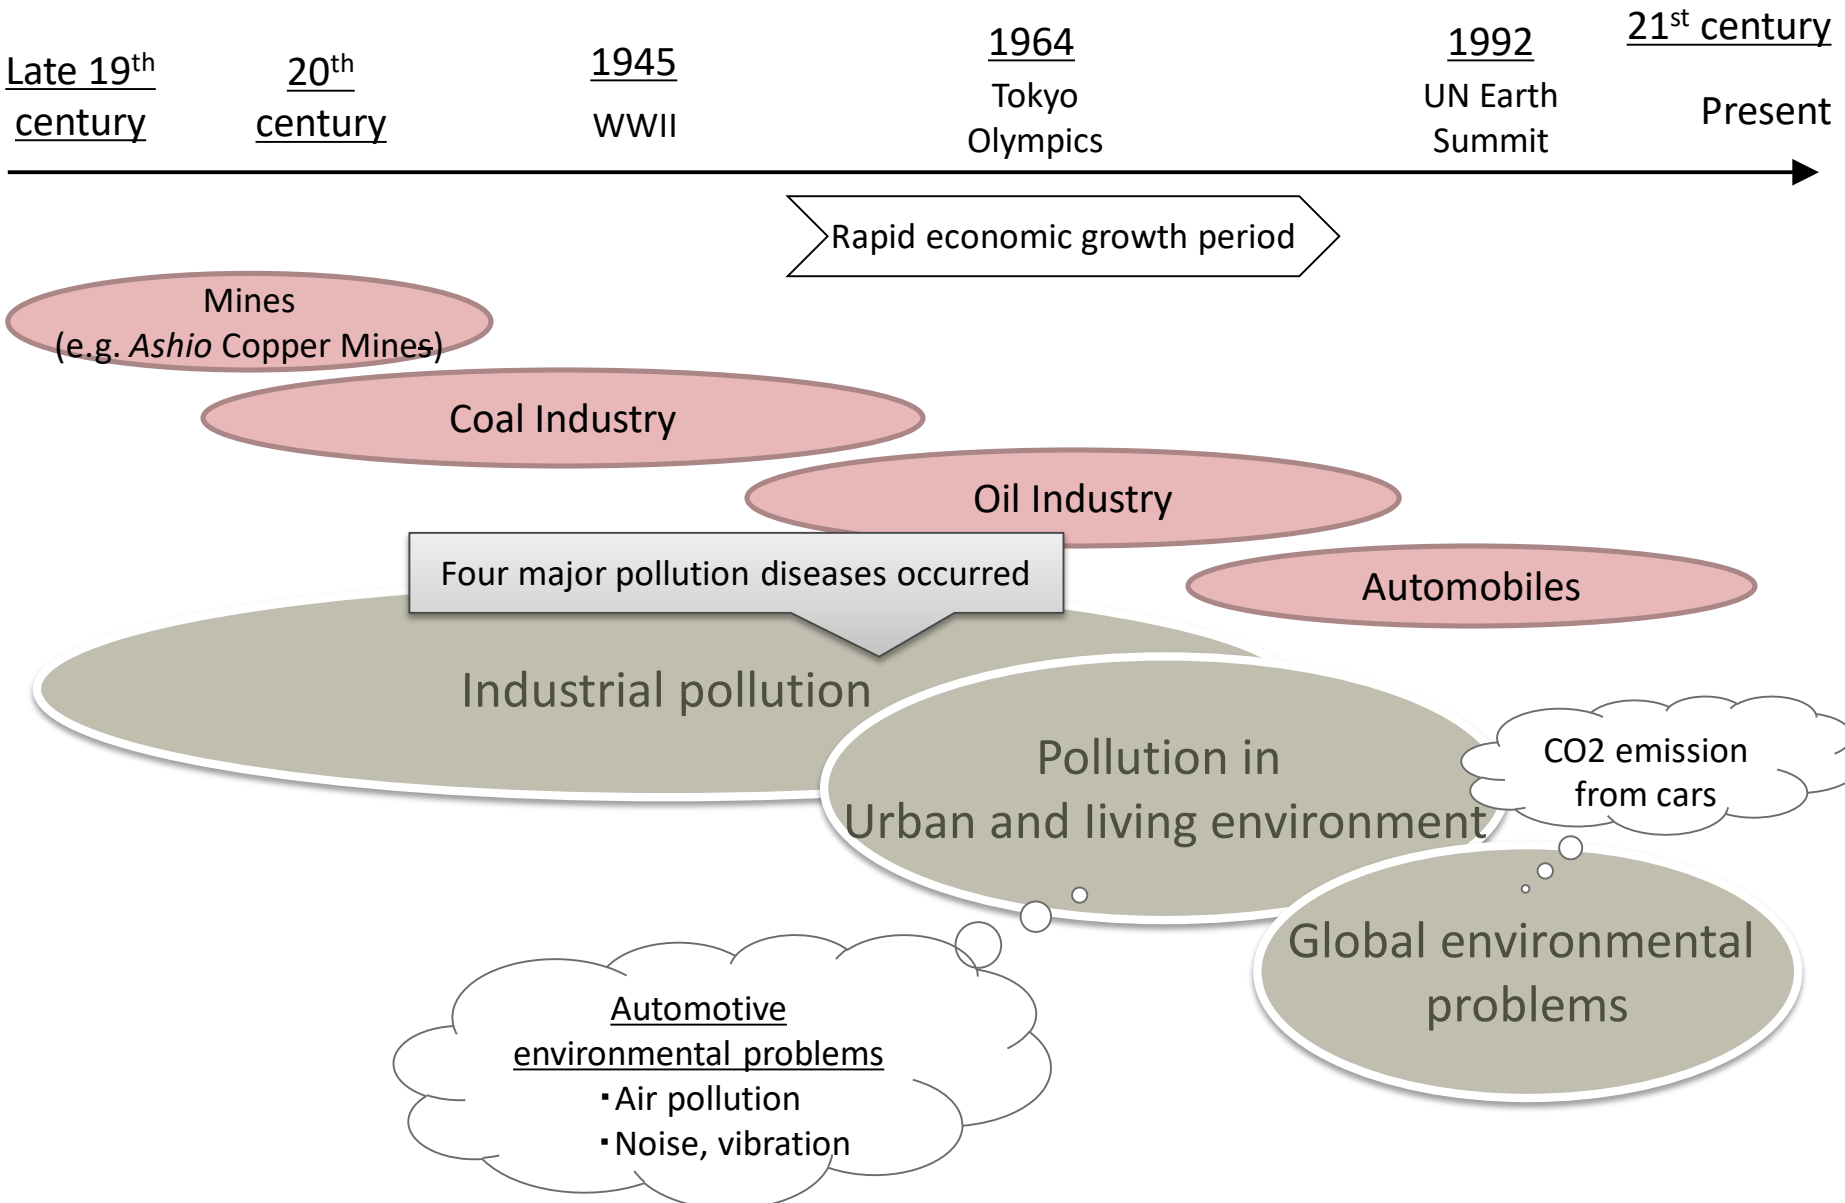 Late 19th
century
20th
century
1945
WWII
1964
Tokyo
Olympics
1992
UN Earth
Summit
21st century
Present
Rapid economic growth period
Mines
(e.g. Ashio Copper Mines)
Coal Industry
Oil Industry
Four major pollution diseases occurred
Automobiles
Industrial pollution
Pollution in
Urban and living environment
CO2 emission
from cars
Global environmental
problems
Automotive
environmental problems
・Air pollution
・Noise, vibration